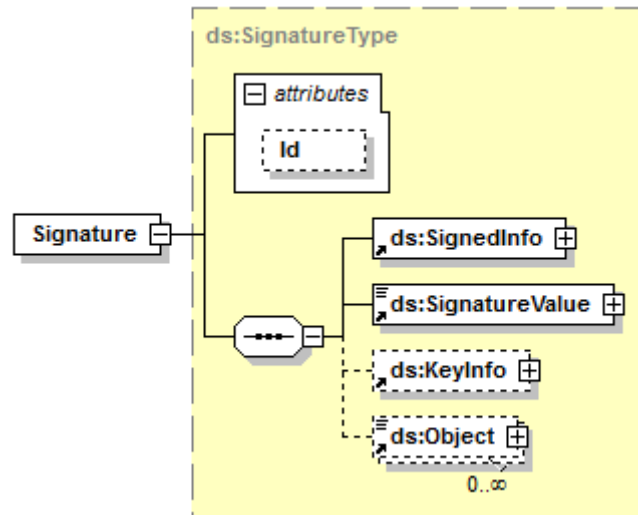 ds:SignatureType
attributes
Id
Signature
ds:SignedInfo
ds:SignatureValue
ds:KeyInfo
ds:Object
0..∞